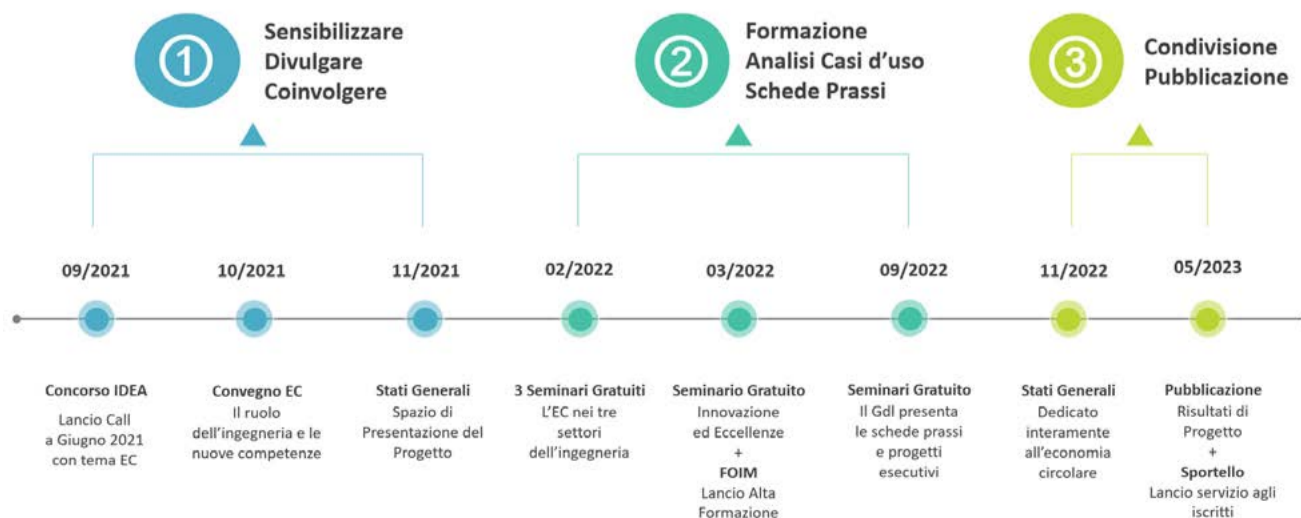 1
Sensibilizzare
Divulgare
Coinvolgere
2
Formazione
Analisi Casi d'uso
Schede Prassi
3
Condivisione
Pubblicazione
09/2021
10/2021
11/2021
02/2022
03/2022
09/2022
11/2022
05/2023
Concorso IDEA
Lancio Call
a Giugno 2021
con tema EC
Convegno EC
Il ruolo
dell'ingegneria e le
nuove competenze
Stati Generali
Spazio di
Presentazione del
Progetto
3 Seminari Gratuiti
L'EC nei tre
settori
dell'ingegneria
Seminario Gratuito
Innovazione
ed Eccellenze
+
FOIM
Lancio Alta
Formazione
Seminari Gratuito
Il Gdl presenta
le schede prassi
e progetti
esecutivi
Stati Generali
Dedicato
interamente
all'economia
circolare
Pubblicazione
Risultati di
Progetto
+
Sportello
Lancio servizio agli
iscritti